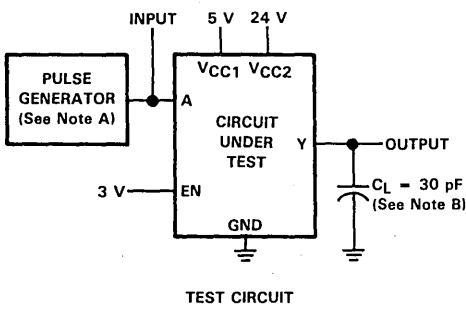 INPUT
5 V 24 V
PULSE
GENERATOR
(See Note A)
VCC1 VCC2
A
CIRCUIT
UNDER
TEST
Y
OUTPUT
3 V
EN
CL = 30 pF
(See Note B)
GND
TEST CIRCUIT